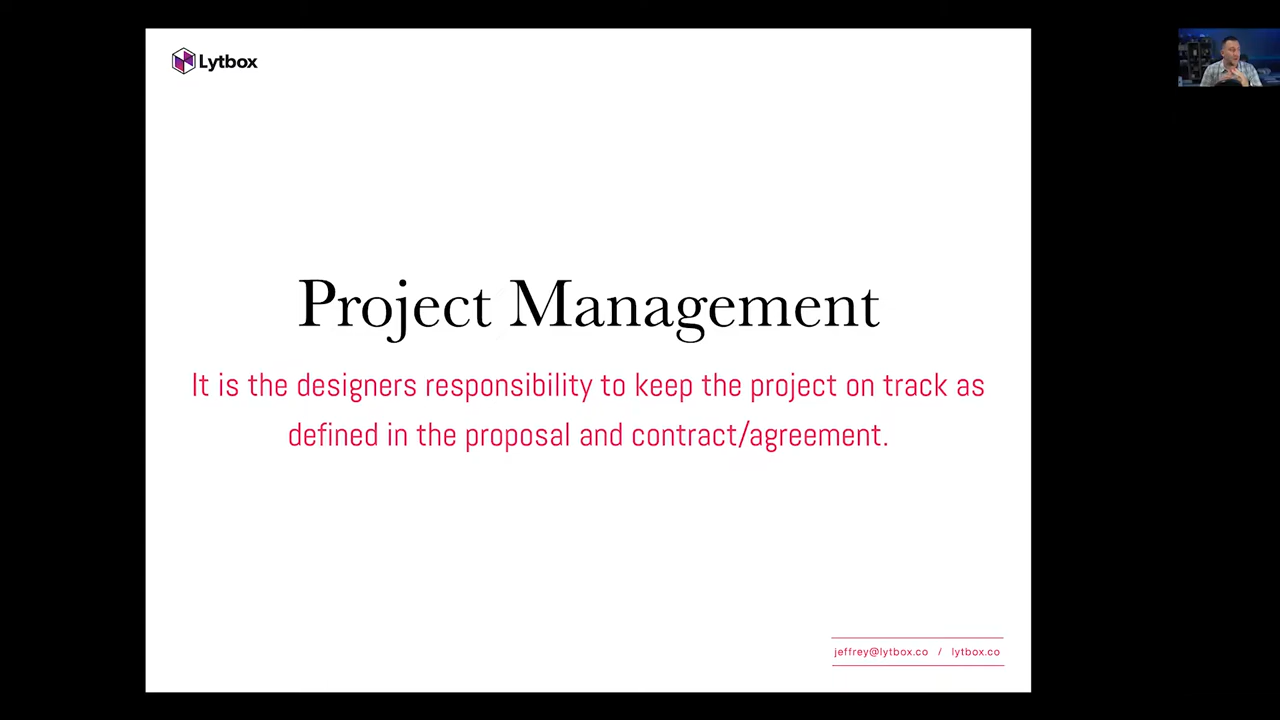 Lytbox
Project Management
It is the designers responsibility to keep the project on track as
defined in the proposal and contract/agreement.
jeffrey@lytbox.co / lytbox.co